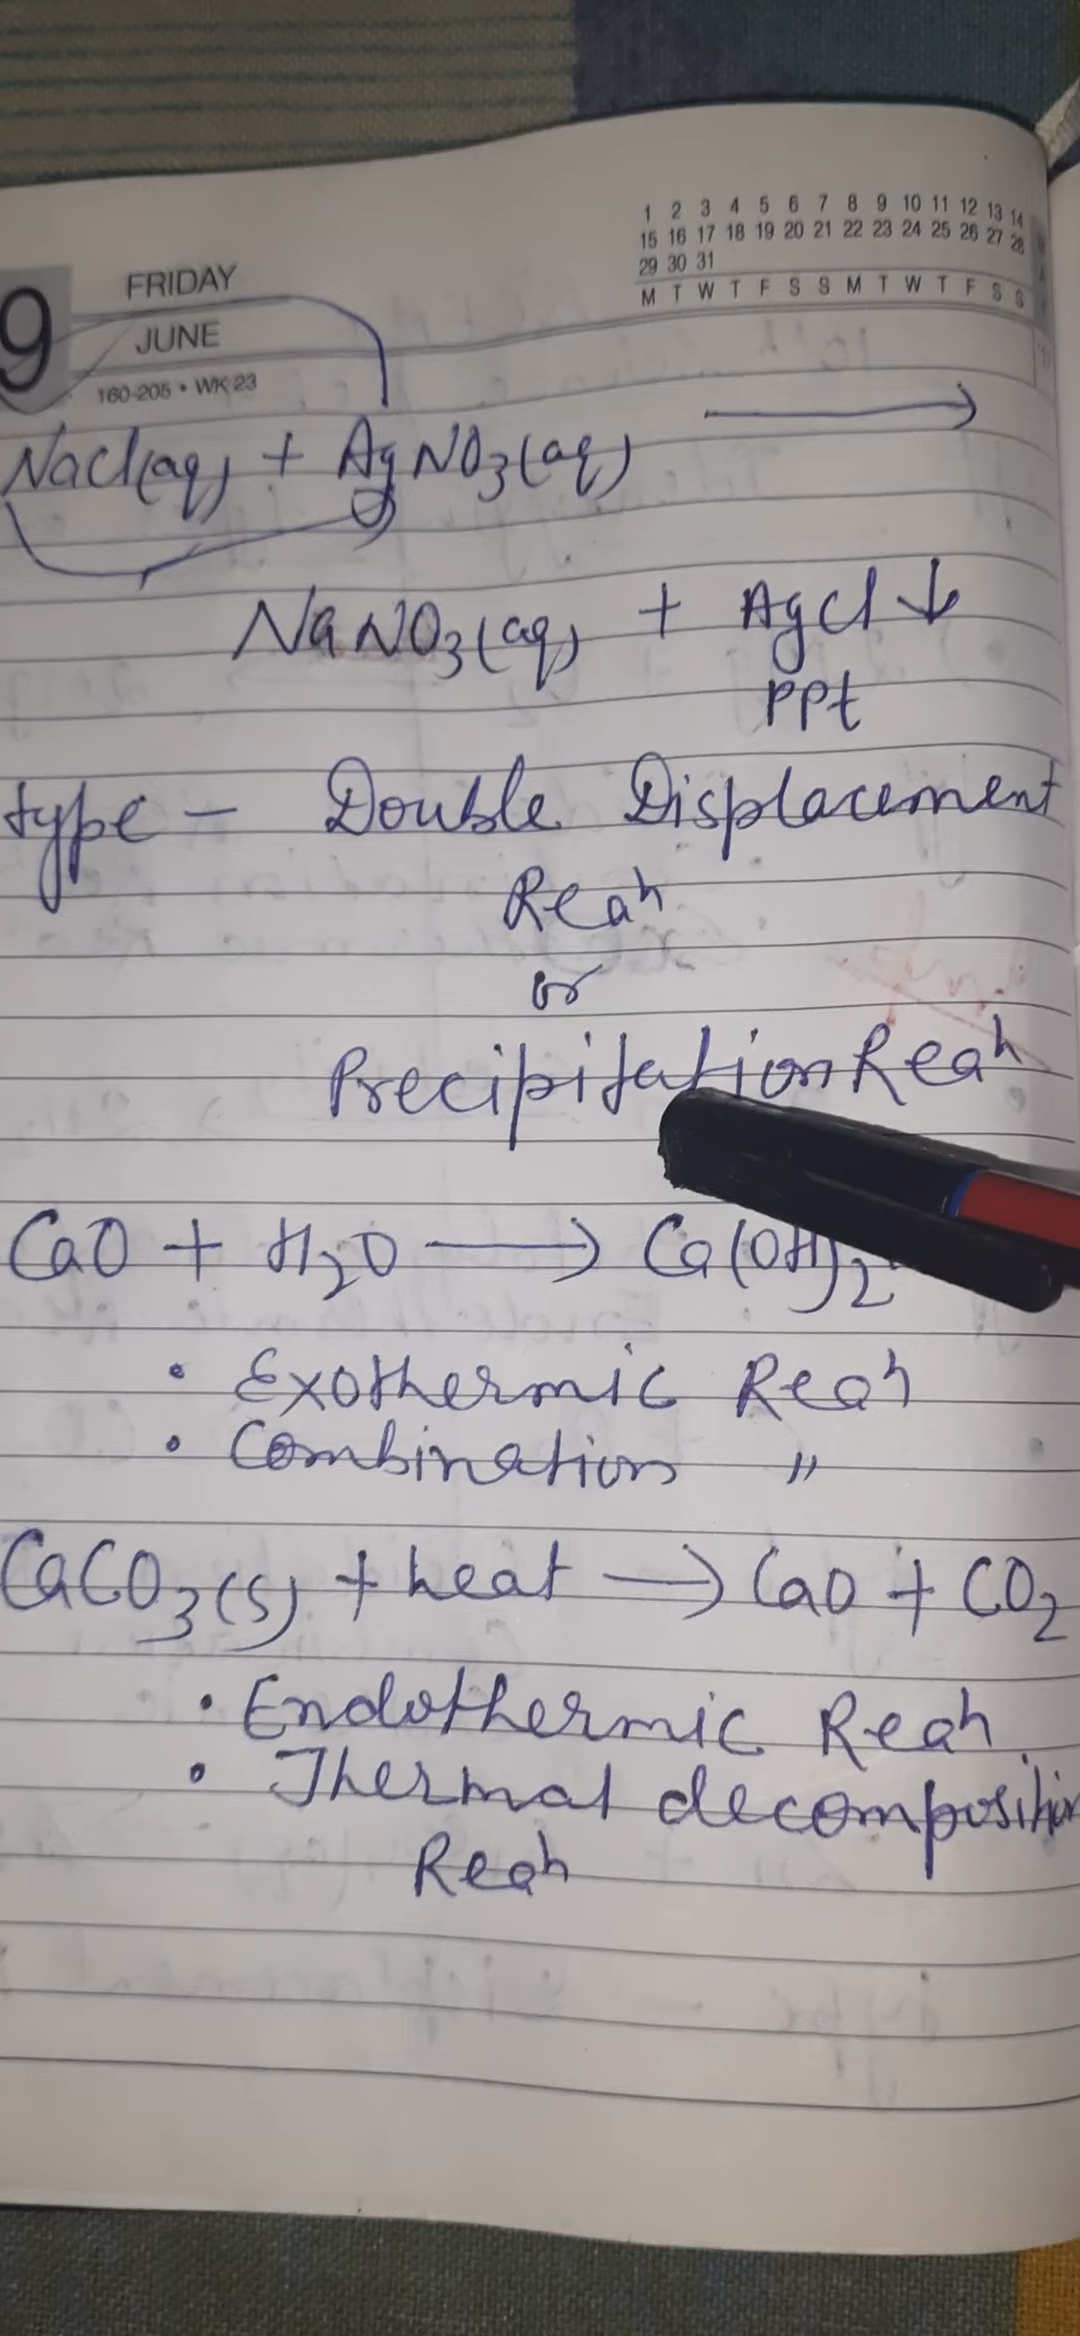 1 2 3 4 5 6 7 8 9 10 11 12 13 14
15 16 17 18 19 20 21 22 23 24 25 26 27 28
29 30 31
M T W T F S S M T W T F S S
9
FRIDAY
JUNE
160-205 • WK 23
NaCl(aq) + AgNO3(aq) →
NaNO3(aq) + AgCl↓
PPt
type - Double Displacement
Reaⁿ
or
Precipitation Reaⁿ
CaO + H2O → Ca(OH)2
• Exothermic Reaⁿ
• Combination "
CaCO3(s) + heat → CaO + CO2
• Endothermic Reaⁿ
• Thermal decomposition
Reaⁿ